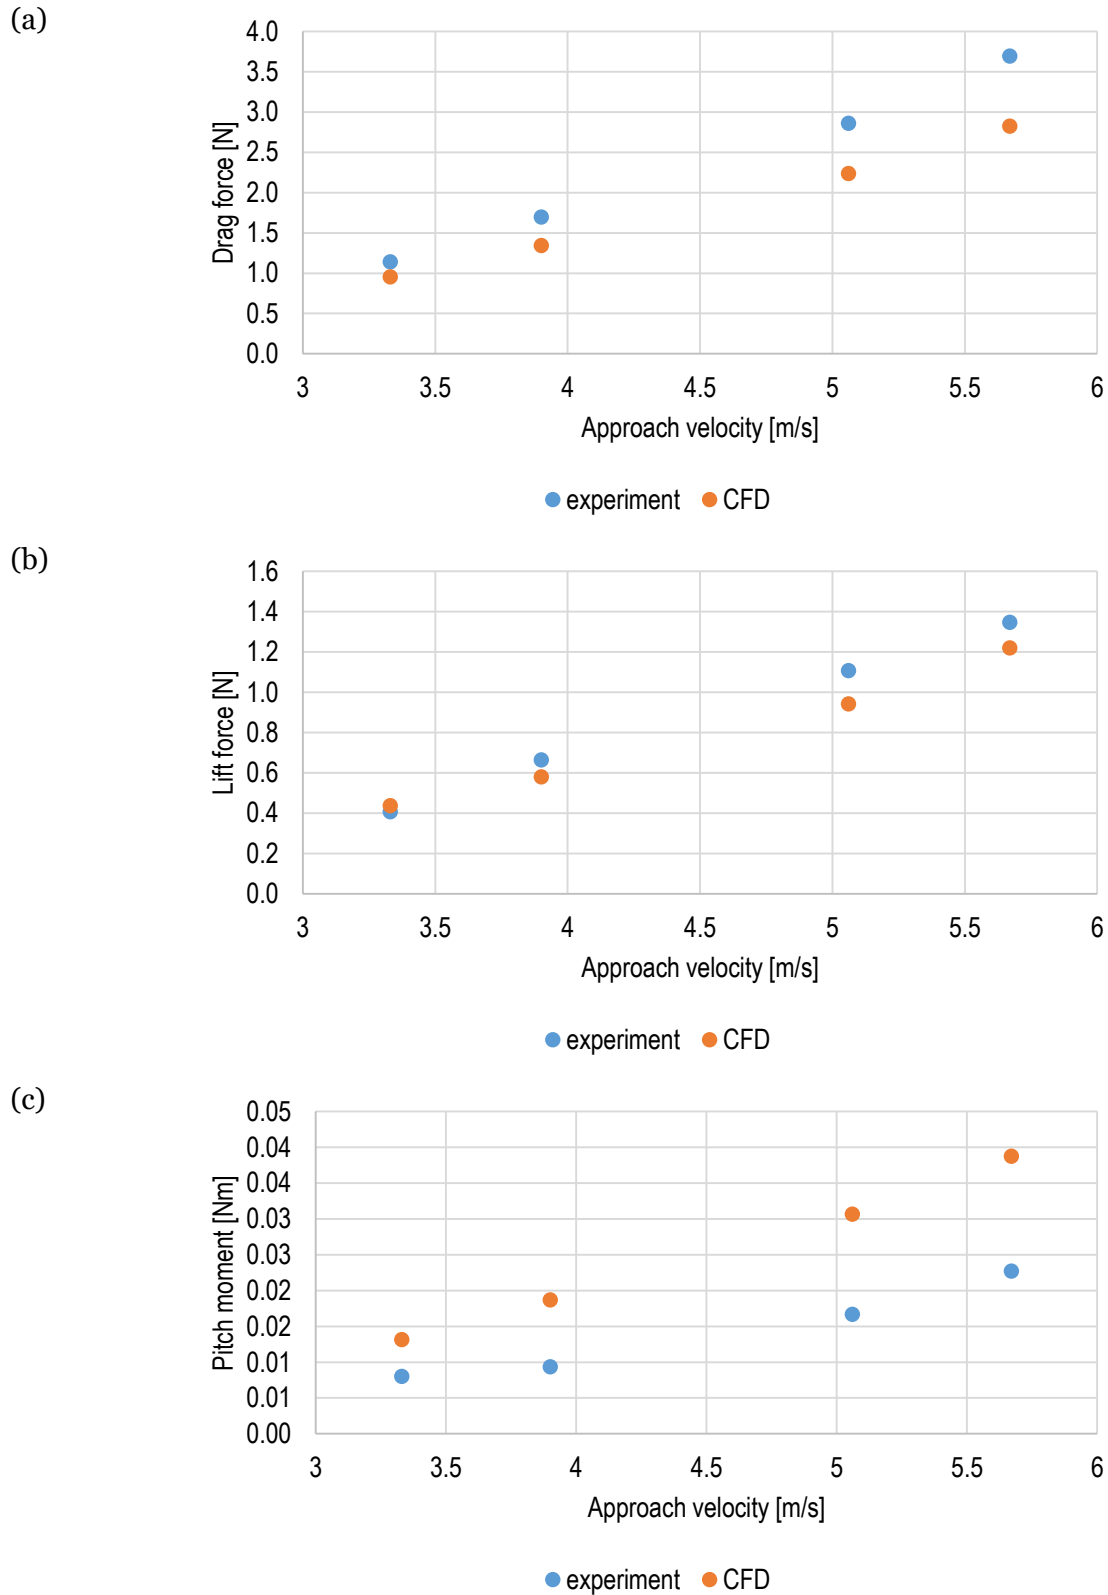 (a)
4.0
3.5
3.0
2.5
2.0
1.5
1.0
0.5
0.0
Drag force [N]
3 3.5 4 4.5 5 5.5 6
Approach velocity [m/s]
experiment CFD
(b)
1.6
1.4
1.2
1.0
0.8
0.6
0.4
0.2
0.0
Lift force [N]
3 3.5 4 4.5 5 5.5 6
Approach velocity [m/s]
experiment CFD
(c)
0.05
0.04
0.04
0.03
0.03
0.02
0.02
0.01
0.01
0.00
Pitch moment [Nm]
3 3.5 4 4.5 5 5.5 6
Approach velocity [m/s]
experiment CFD